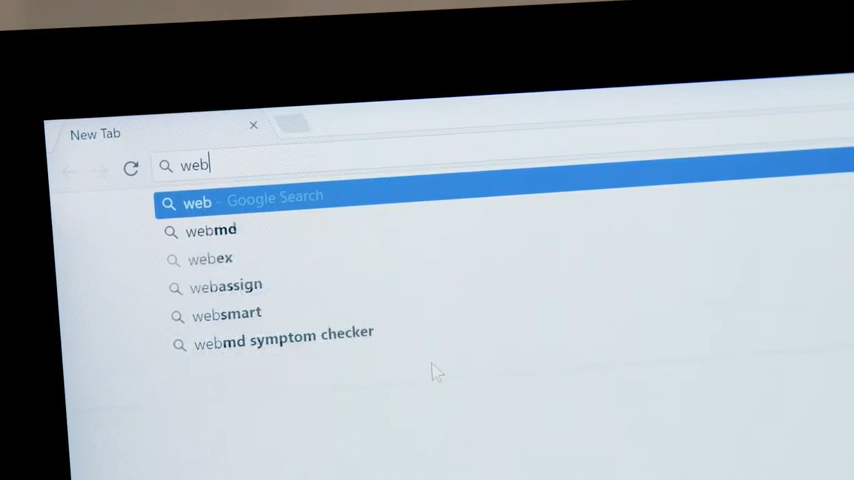 New Tab
web
web - Google Search
webmd
webex
webassign
websmart
webmd symptom checker